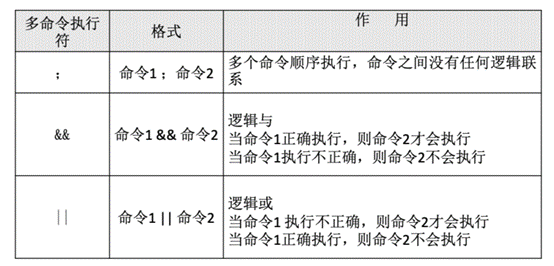 多命令执行符 格式 作 用
; 命令1 ; 命令2 多个命令顺序执行，命令之间没有任何逻辑联系
&& 命令1 && 命令2 逻辑与
当命令1正确执行，则命令2才会执行
当命令1执行不正确，则命令2不会执行
|| 命令1 || 命令2 逻辑或
当命令1 执行不正确，则命令2才会执行
当命令1正确执行，则命令2不会执行